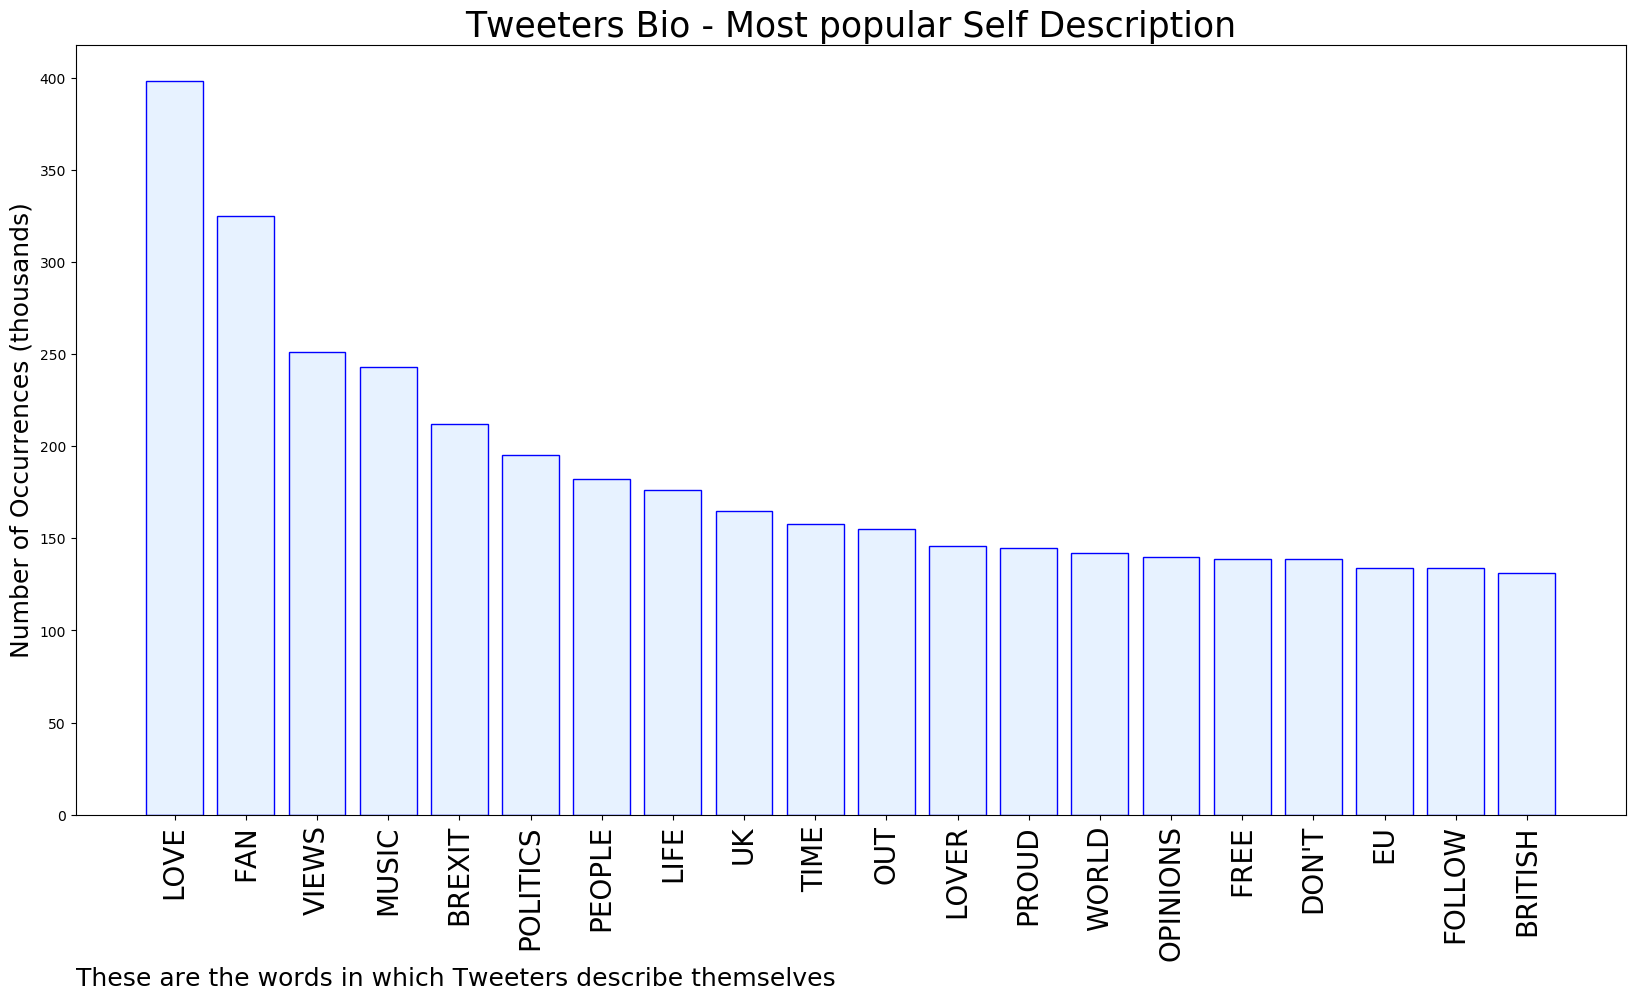 Tweeters Bio - Most popular Self Description
Number of Occurrences (thousands)
400
350
300
250
200
150
100
50
0
LOVE
FAN
VIEWS
MUSIC
BREXIT
POLITICS
PEOPLE
LIFE
UK
TIME
OUT
LOVER
PROUD
WORLD
OPINIONS
FREE
DON'T
EU
FOLLOW
BRITISH
These are the words in which Tweeters describe themselves